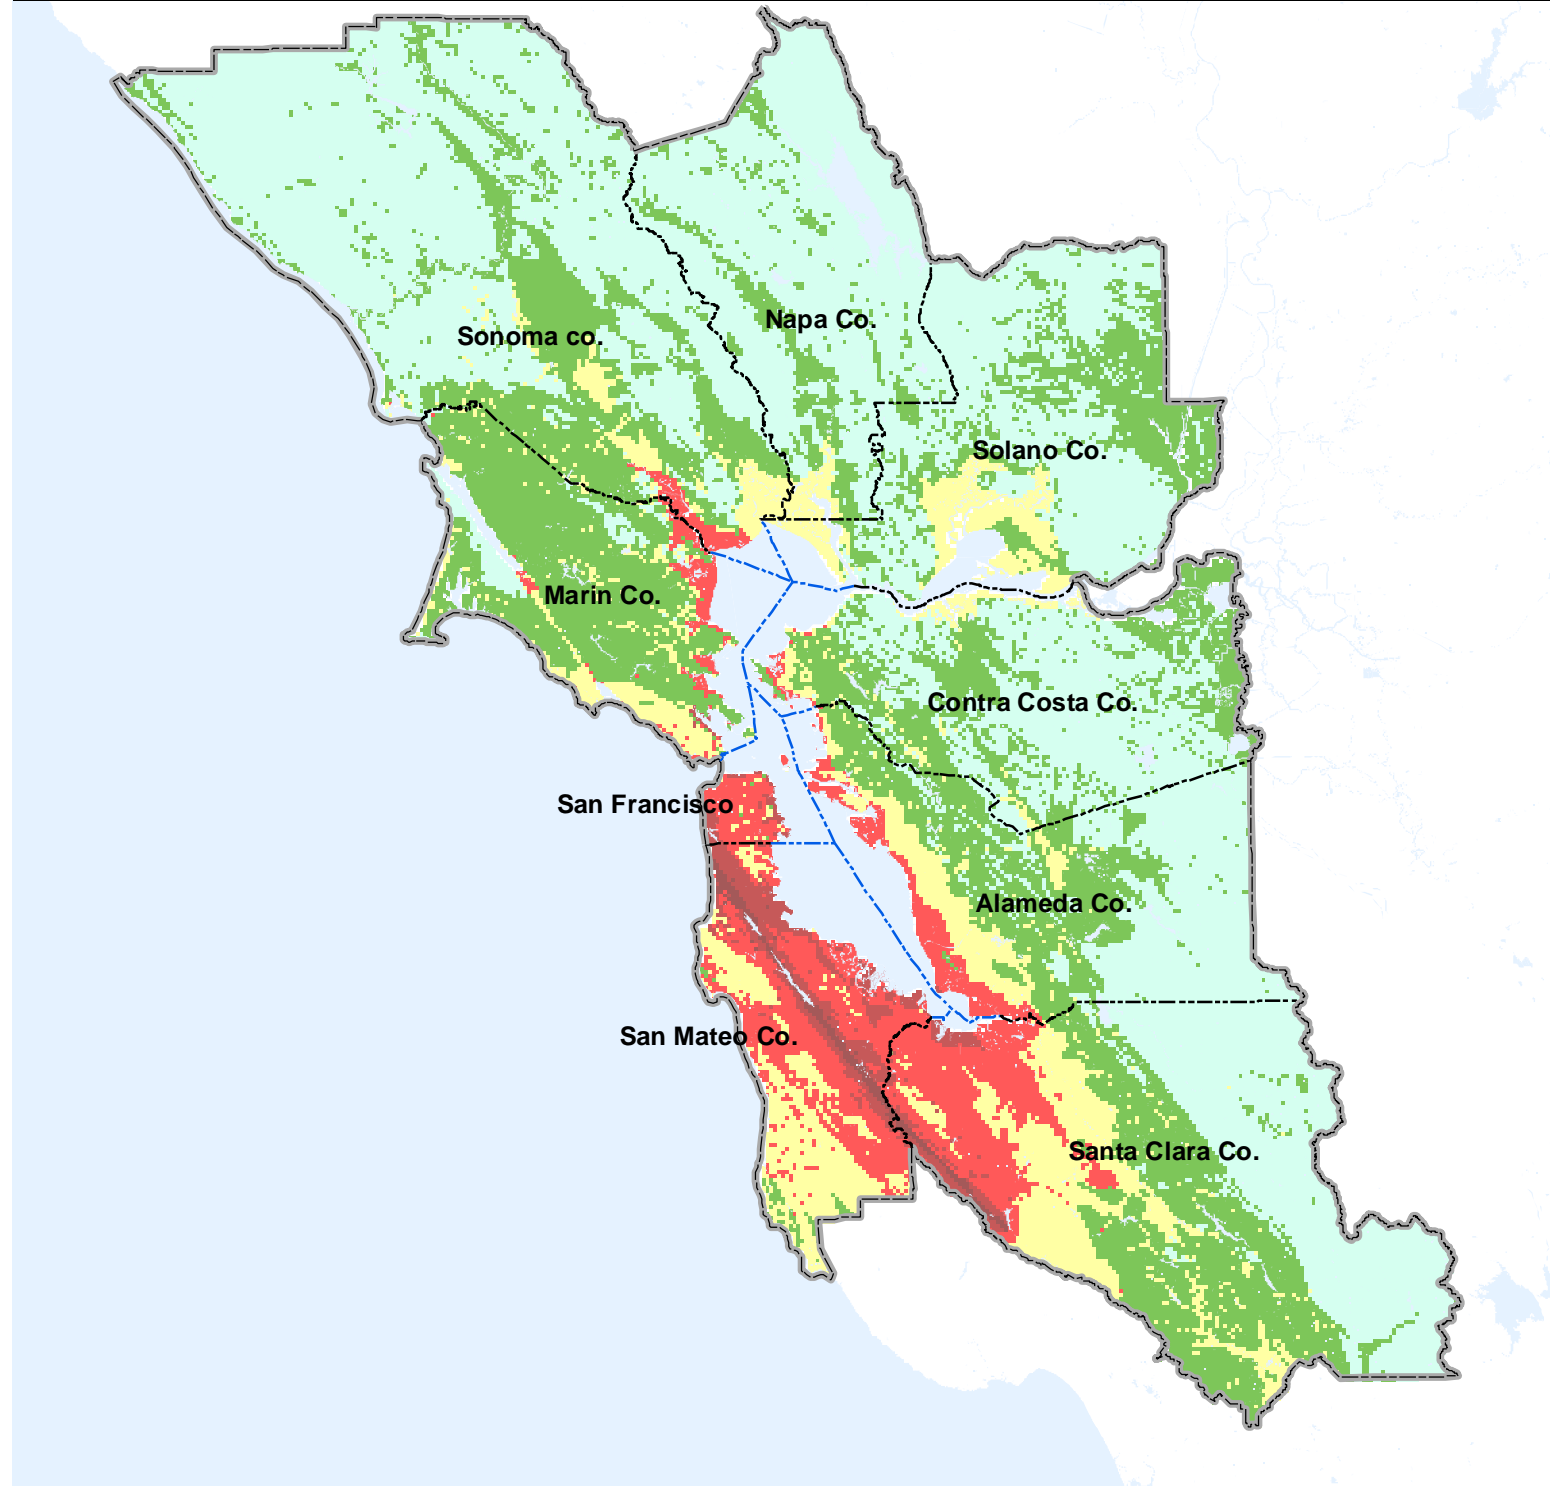 Napa Co.
Sonoma co.
Solano Co.
Marin Co.
Contra Costa Co.
San Francisco
Alameda Co.
San Mateo Co.
Santa Clara Co.